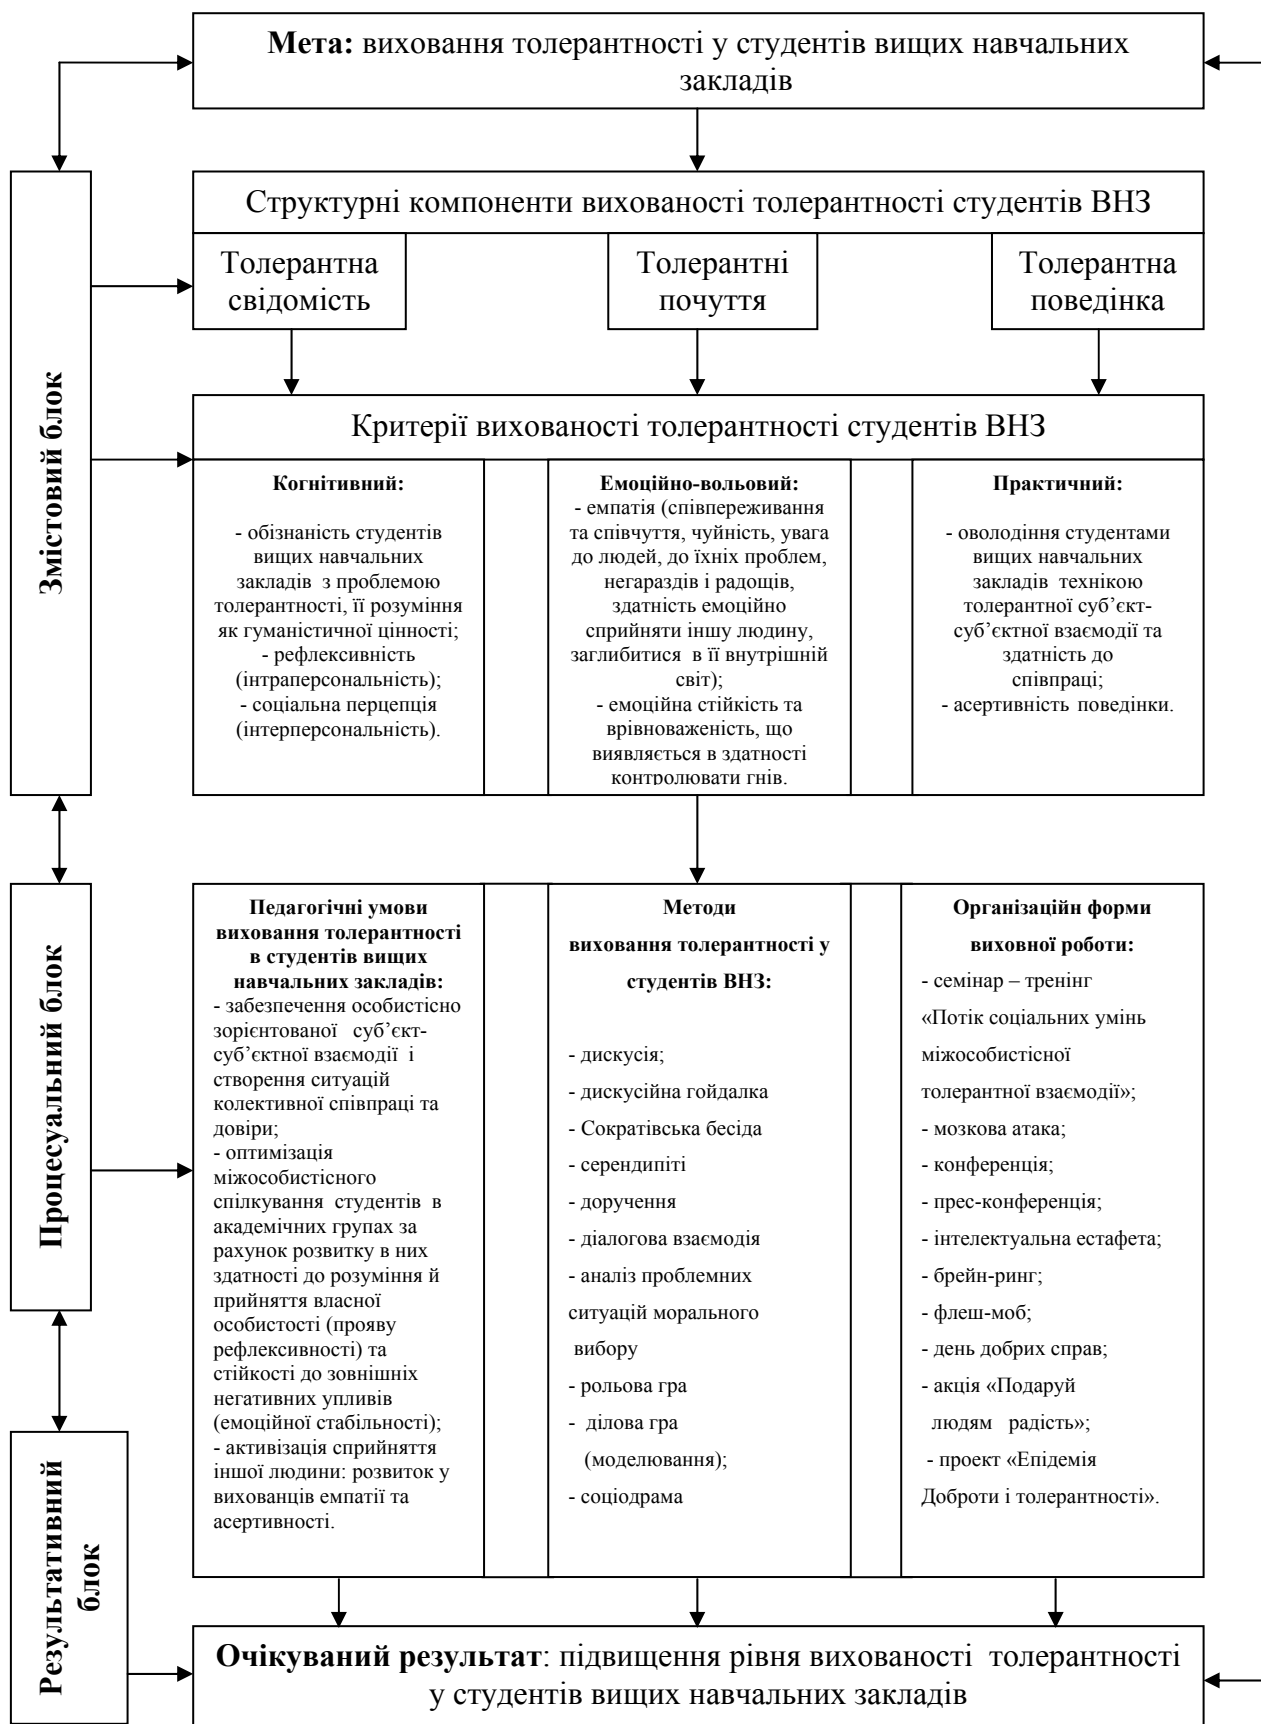 Мета: виховання толерантності у студентів вищих навчальних
закладів
Структурні компоненти вихованості толерантності студентів ВНЗ
Толерантна
свідомість
Толерантні
почуття
Толерантна
поведінка
Змістовий блок
Критерії вихованості толерантності студентів ВНЗ
Когнітивний:
- обізнаність студентів
вищих навчальних
закладів з проблемою
толерантності, її розуміння
як гуманістичної цінності;
- рефлексивність
(інтраперсональність);
- соціальна перцепція
(інтерперсональність).
Емоційно-вольовий:
- емпатія (співпереживання
та співчуття, чуйність, увага
до людей, до їхніх проблем,
негараздів і радощів,
здатність емоційно
сприйняти іншу людину,
заглибитися в її внутрішній
світ);
- емоційна стійкість та
врівноваженість, що
виявляється в здатності
контролювати гнів.
Практичний:
- оволодіння студентами
вищих навчальних
закладів технікою
толерантної суб’єкт-
суб’єктної взаємодії та
здатність до
співпраці;
- асертивність поведінки.
Процесуальний блок
Педагогічні умови
виховання толерантності
в студентів вищих
навчальних закладів:
- забезпечення особистісно
зорієнтованої суб’єкт-
суб’єктної взаємодії і
створення ситуацій
колективної співпраці та
довіри;
- оптимізація
міжособистісного
спілкування студентів в
академічних групах за
рахунок розвитку в них
здатності до розуміння й
прийняття власної
особистості (прояву
рефлексивності) та
стійкості до зовнішніх
негативних упливів
(емоційної стабільності);
- активізація сприйняття
іншої людини: розвиток у
вихованців емпатії та
асертивності.
Методи
виховання толерантності у
студентів ВНЗ:
- дискусія;
- дискусійна гойдалка
- Сократівська бесіда
- серендипіті
- доручення
- діалогова взаємодія
- аналіз проблемних
ситуацій морального
вибору
- рольова гра
- ділова гра
(моделювання);
- соціодрама
Організаційн форми
виховної роботи:
- семінар – тренінг
«Потік соціальних умінь
міжособистісної
толерантної взаємодії»;
- мозкова атака;
- конференція;
- прес-конференція;
- інтелектуальна естафета;
- брейн-ринг;
- флеш-моб;
- день добрих справ;
- акція «Подаруй
людям радість»;
- проект «Епідемія
Доброти і толерантності».
Результативний
блок
Очікуваний результат: підвищення рівня вихованості толерантності
у студентів вищих навчальних закладів